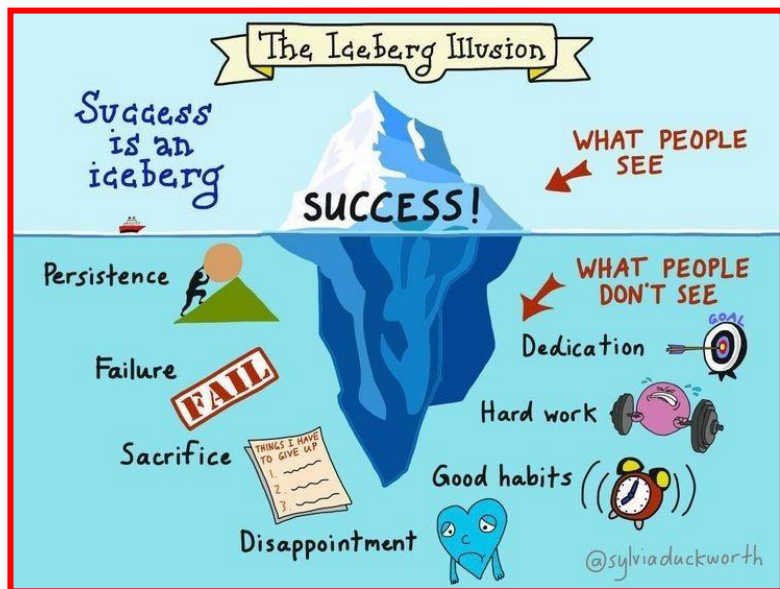 The Iceberg Illusion
Success
is an
iceberg
WHAT PEOPLE
SEE
SUCCESS!
Persistence
WHAT PEOPLE
DON'T SEE
GOAL
Dedication
Failure
FAIL
Hard work
Sacrifice
THINGS I HAVE
TO GIVE UP
1.
2.
3.
Good habits
Disappointment
@sylviaduckworth